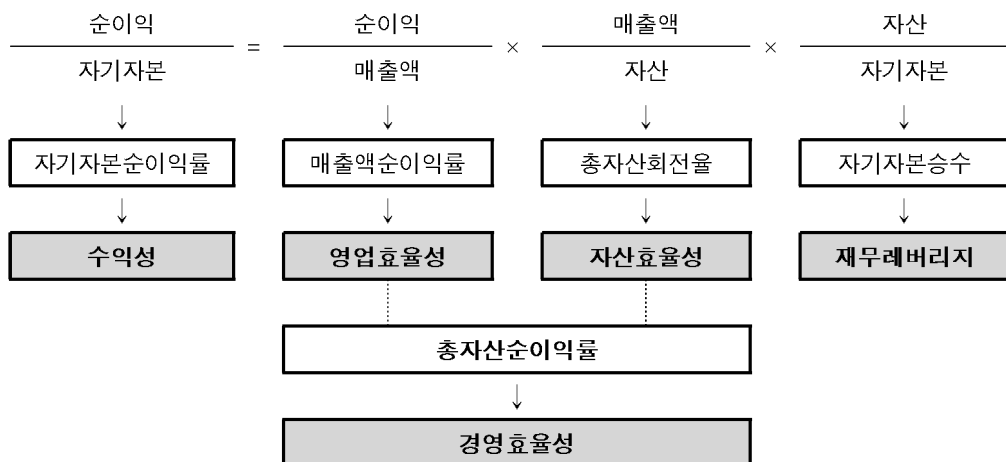 순이익 순이익 매출액 자산
= × ×
자기자본 매출액 자산 자기자본
↓ ↓ ↓ ↓
자기자본순이익률 매출액순이익률 총자산회전율 자기자본승수
↓ ↓ ↓ ↓
수익성 영업효율성 자산효율성 재무레버리지
총자산순이익률
↓
경영효율성